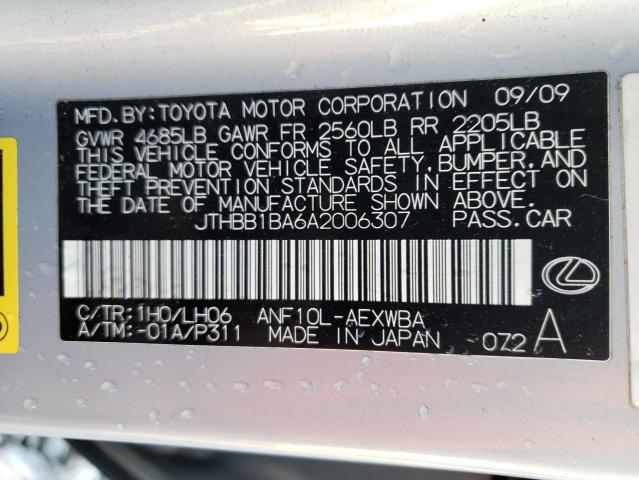 MFD.BY:TOYOTA MOTOR CORPORATION 09/09
GVWR 4685LB GAWR FR 2560LB RR 2205LB
THIS VEHICLE CONFORMS TO ALL APPLICABLE
FEDERAL MOTOR VEHICLE SAFETY,BUMPER,AND
THEFT PREVENTION STANDARDS IN EFFECT ON
THE DATE OF MANUFACTURE SHOWN ABOVE.
JTHBB1BA6A2006307 PASS.CAR
C/TR:1H0/LH06 ANF10L-AEXWBA
A/TM:-01A/P311 MADE IN JAPAN 072 A